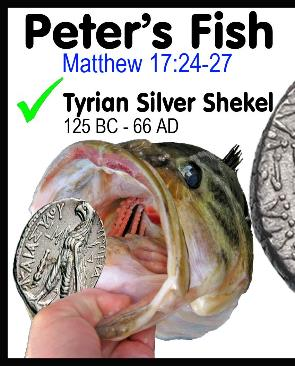 Peter's Fish
Matthew 17:24-27
Tyrian Silver Shekel
125 BC - 66 AD